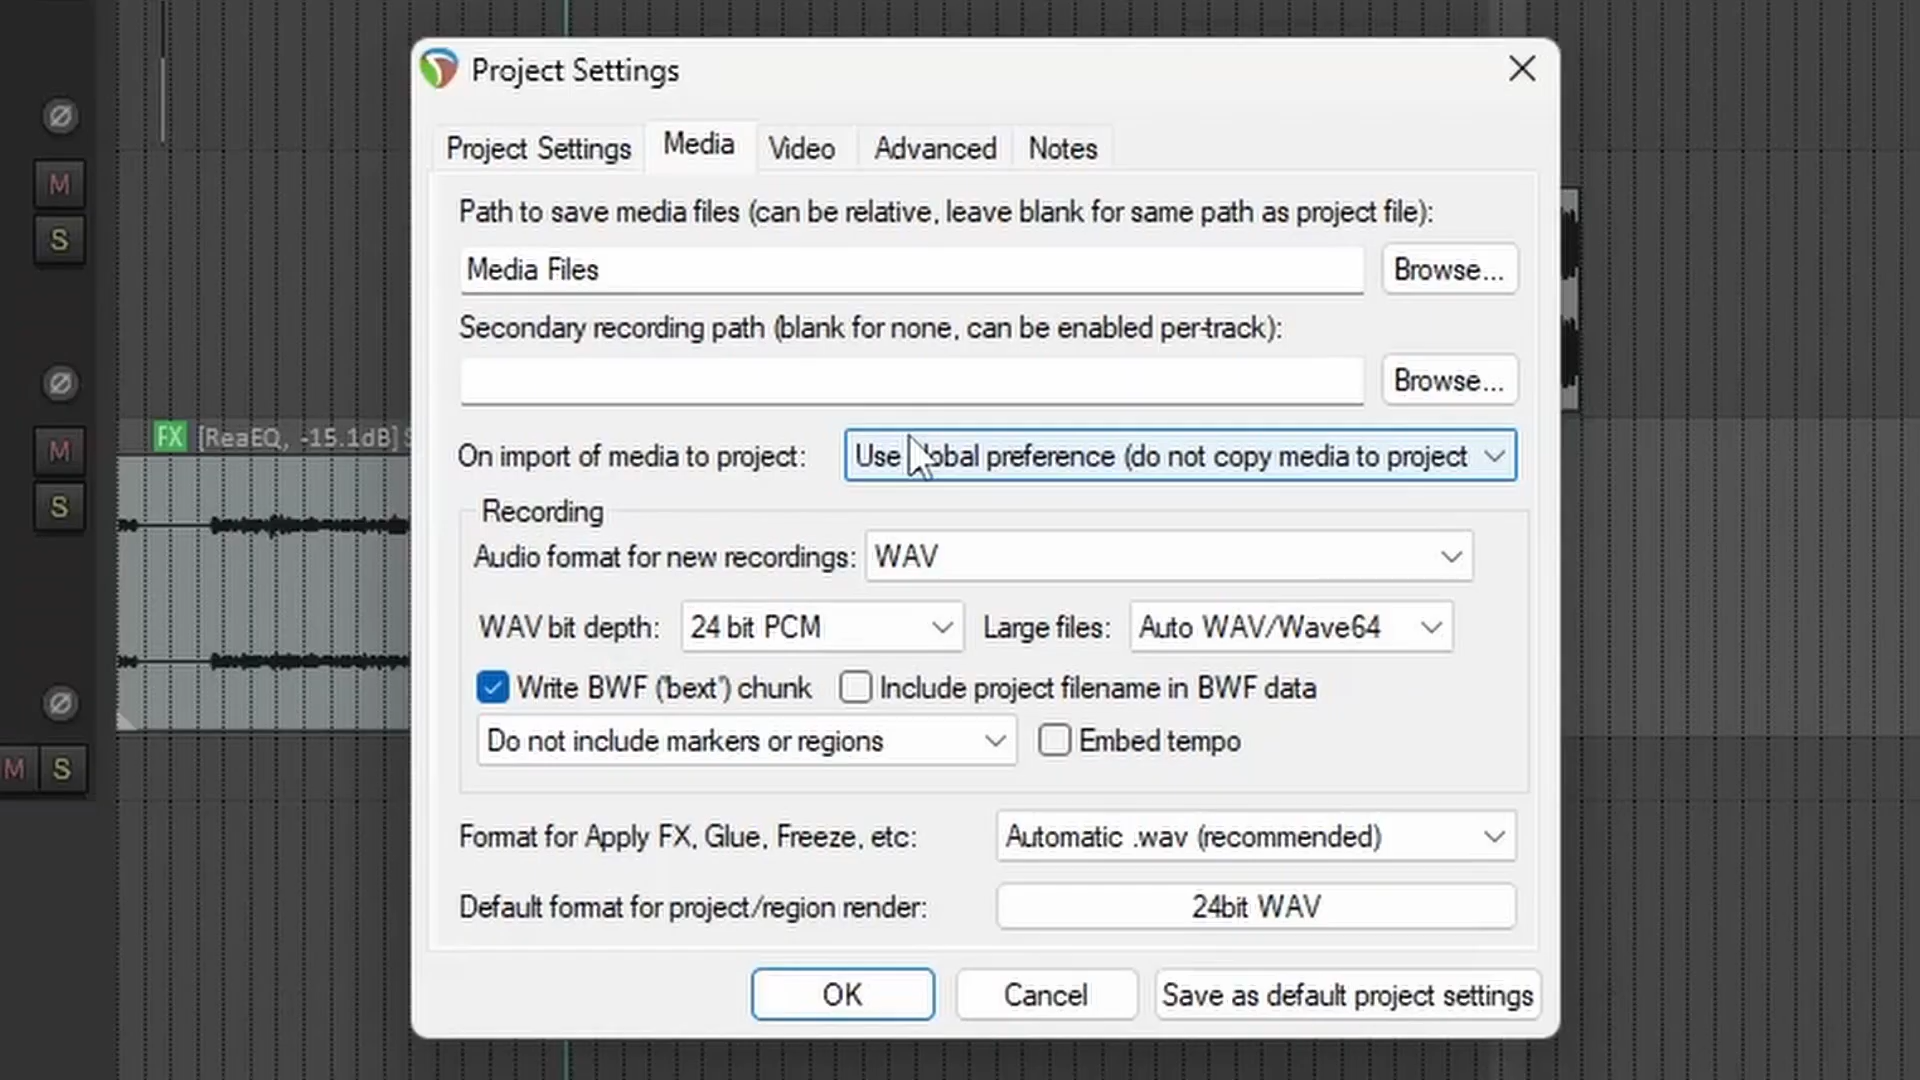 Project Settings
Project Settings
Media
Video
Advanced
Notes
Path to save media files (can be relative, leave blank for same path as project file):
Media Files
Browse...
Secondary recording path (blank for none, can be enabled per-track):
Browse...
On import of media to project:
Use global preference (do not copy media to project
Recording
Audio format for new recordings:
WAV
WAV bit depth:
24 bit PCM
Large files:
Auto WAV/Wave64
Write BWF ('bext') chunk
Include project filename in BWF data
Do not include markers or regions
Embed tempo
Format for Apply FX, Glue, Freeze, etc:
Automatic .wav (recommended)
Default format for project/region render:
24bit WAV
OK
Cancel
Save as default project settings
M
S
FX [ReaEQ, -15.1dB] S
M
S
M
S